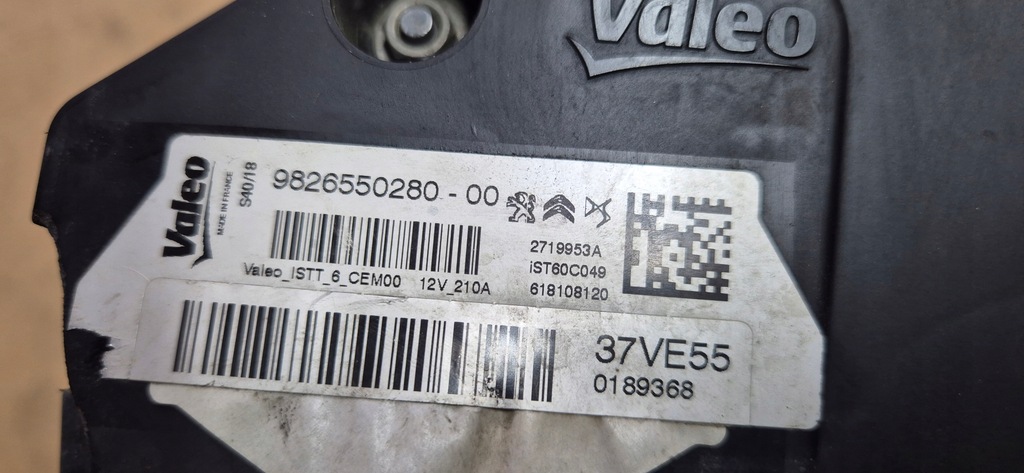 Valeo
Valeo
MADE IN FRANCE
S40/18
9826550280-00
2719953A
iST60C049
618108120
Valeo_ISTT_6_CEM00 12V_210A
37VE55
0189368